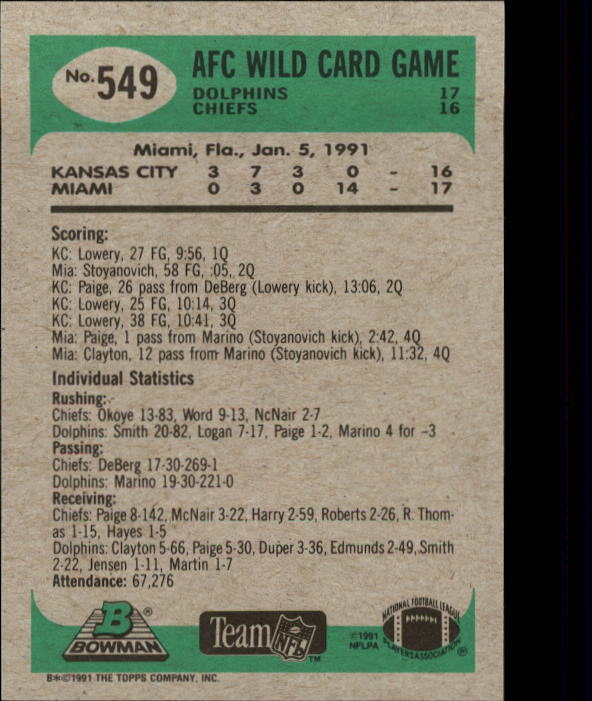 No. 549
AFC WILD CARD GAME
DOLPHINS 17
CHIEFS 16
Miami, Fla., Jan. 5, 1991
KANSAS CITY 3 7 3 0 - 16
MIAMI 0 3 0 14 - 17
Scoring:
KC: Lowery, 27 FG, 9:56, 1Q
Mia: Stoyanovich, 58 FG, :05, 2Q
KC: Paige, 26 pass from DeBerg (Lowery kick), 13:06, 2Q
KC: Lowery, 25 FG, 10:14, 3Q
KC: Lowery, 38 FG, 10:41, 3Q
Mia: Paige, 1 pass from Marino (Stoyanovich kick), 2:42, 4Q
Mia: Clayton, 12 pass from Marino (Stoyanovich kick), 11:32, 4Q
Individual Statistics
Rushing:
Chiefs: Okoye 13-83, Word 9-13, NcNair 2-7
Dolphins: Smith 20-82, Logan 7-17, Paige 1-2, Marino 4 for -3
Passing:
Chiefs: DeBerg 17-30-269-1
Dolphins: Marino 19-30-221-0
Receiving:
Chiefs: Paige 8-142, McNair 3-22, Harry 2-59, Roberts 2-26, R. Thom-
as 1-15, Hayes 1-5
Dolphins: Clayton 5-66, Paige 5-30, Duper 3-36, Edmunds 2-49, Smith
2-22, Jensen 1-11, Martin 1-7
Attendance: 67,276
B ®
BOWMAN
Team NFL ™
©1991
NFLPA
NATIONAL FOOTBALL LEAGUE
PLAYERS ASSOCIATION ®
B*©1991 THE TOPPS COMPANY, INC.